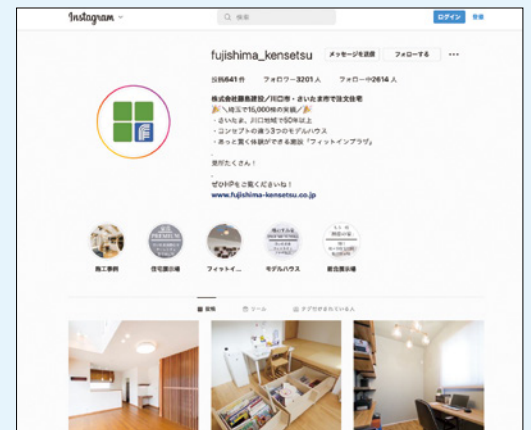 Instagram
検索
ログイン 登録
fujishima_kensetsu メッセージを送信 フォローする
投稿641件 フォロワー3201人 フォロー中2614人
株式会社藤島建設/川口市・さいたま市で注文住宅
🎉＼埼玉で15,000棟の実績／🎉
・さいたま、川口地域で50年以上
・コンセプトの違う3つのモデルハウス
・あっと驚く体験ができる施設「フィットインプラザ」
.
見所たくさん！
.
ぜひHPをご覧くださいね！
www.fujishima-kensetsu.co.jp
PREMIUM
施工事例 住宅展示場 フィットイ... モデルハウス 総合展示場
投稿 リール タグ付けされている人